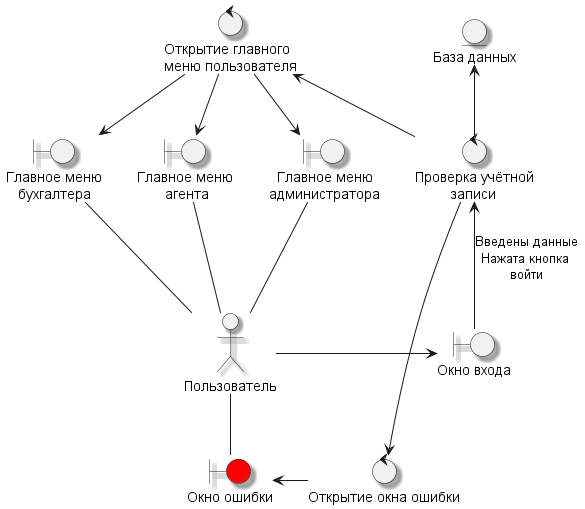 Открытие главного
меню пользователя
База данных
Главное меню
бухгалтера
Главное меню
агента
Главное меню
администратора
Проверка учётной
записи
Введены данные
Нажата кнопка
войти
Пользователь
Окно входа
Окно ошибки
Открытие окна ошибки